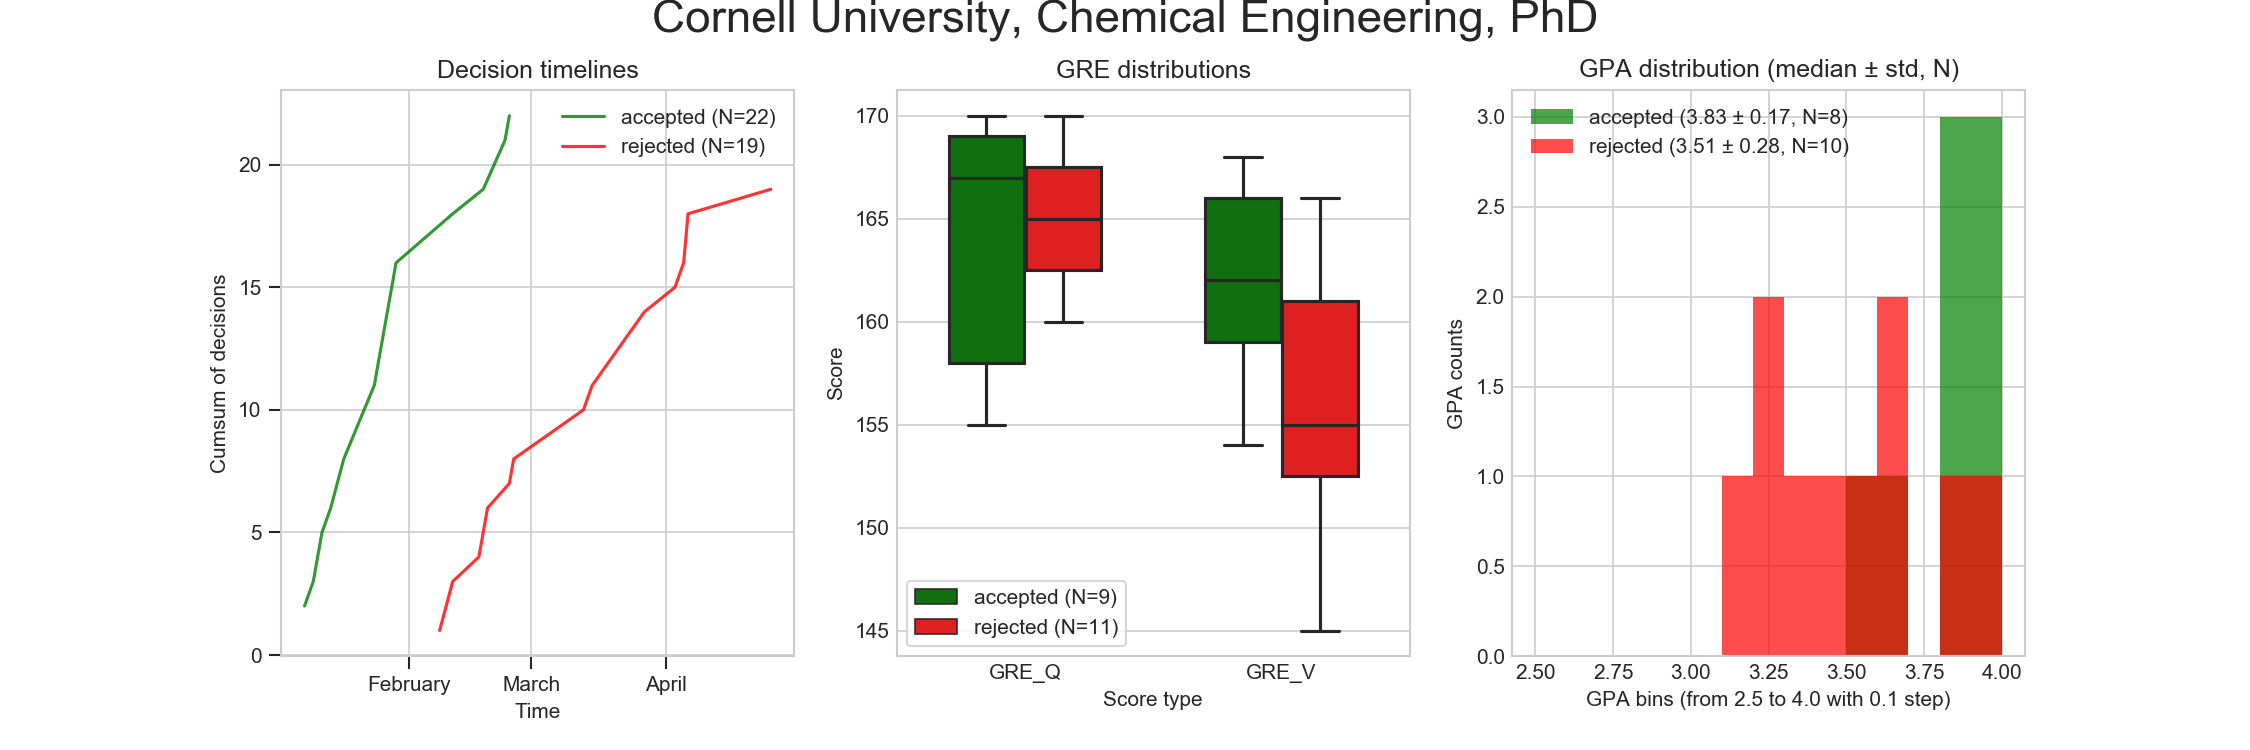 Cornell University, Chemical Engineering, PhD
Decision timelines
accepted (N=22)
rejected (N=19)
20
15
10
5
0
Cumsum of decisions
February March April
Time
GRE distributions
170
165
160
155
150
145
Score
accepted (N=9)
rejected (N=11)
GRE_Q GRE_V
Score type
GPA distribution (median ± std, N)
accepted (3.83 ± 0.17, N=8)
rejected (3.51 ± 0.28, N=10)
3.0
2.5
2.0
1.5
1.0
0.5
0.0
GPA counts
2.50 2.75 3.00 3.25 3.50 3.75 4.00
GPA bins (from 2.5 to 4.0 with 0.1 step)